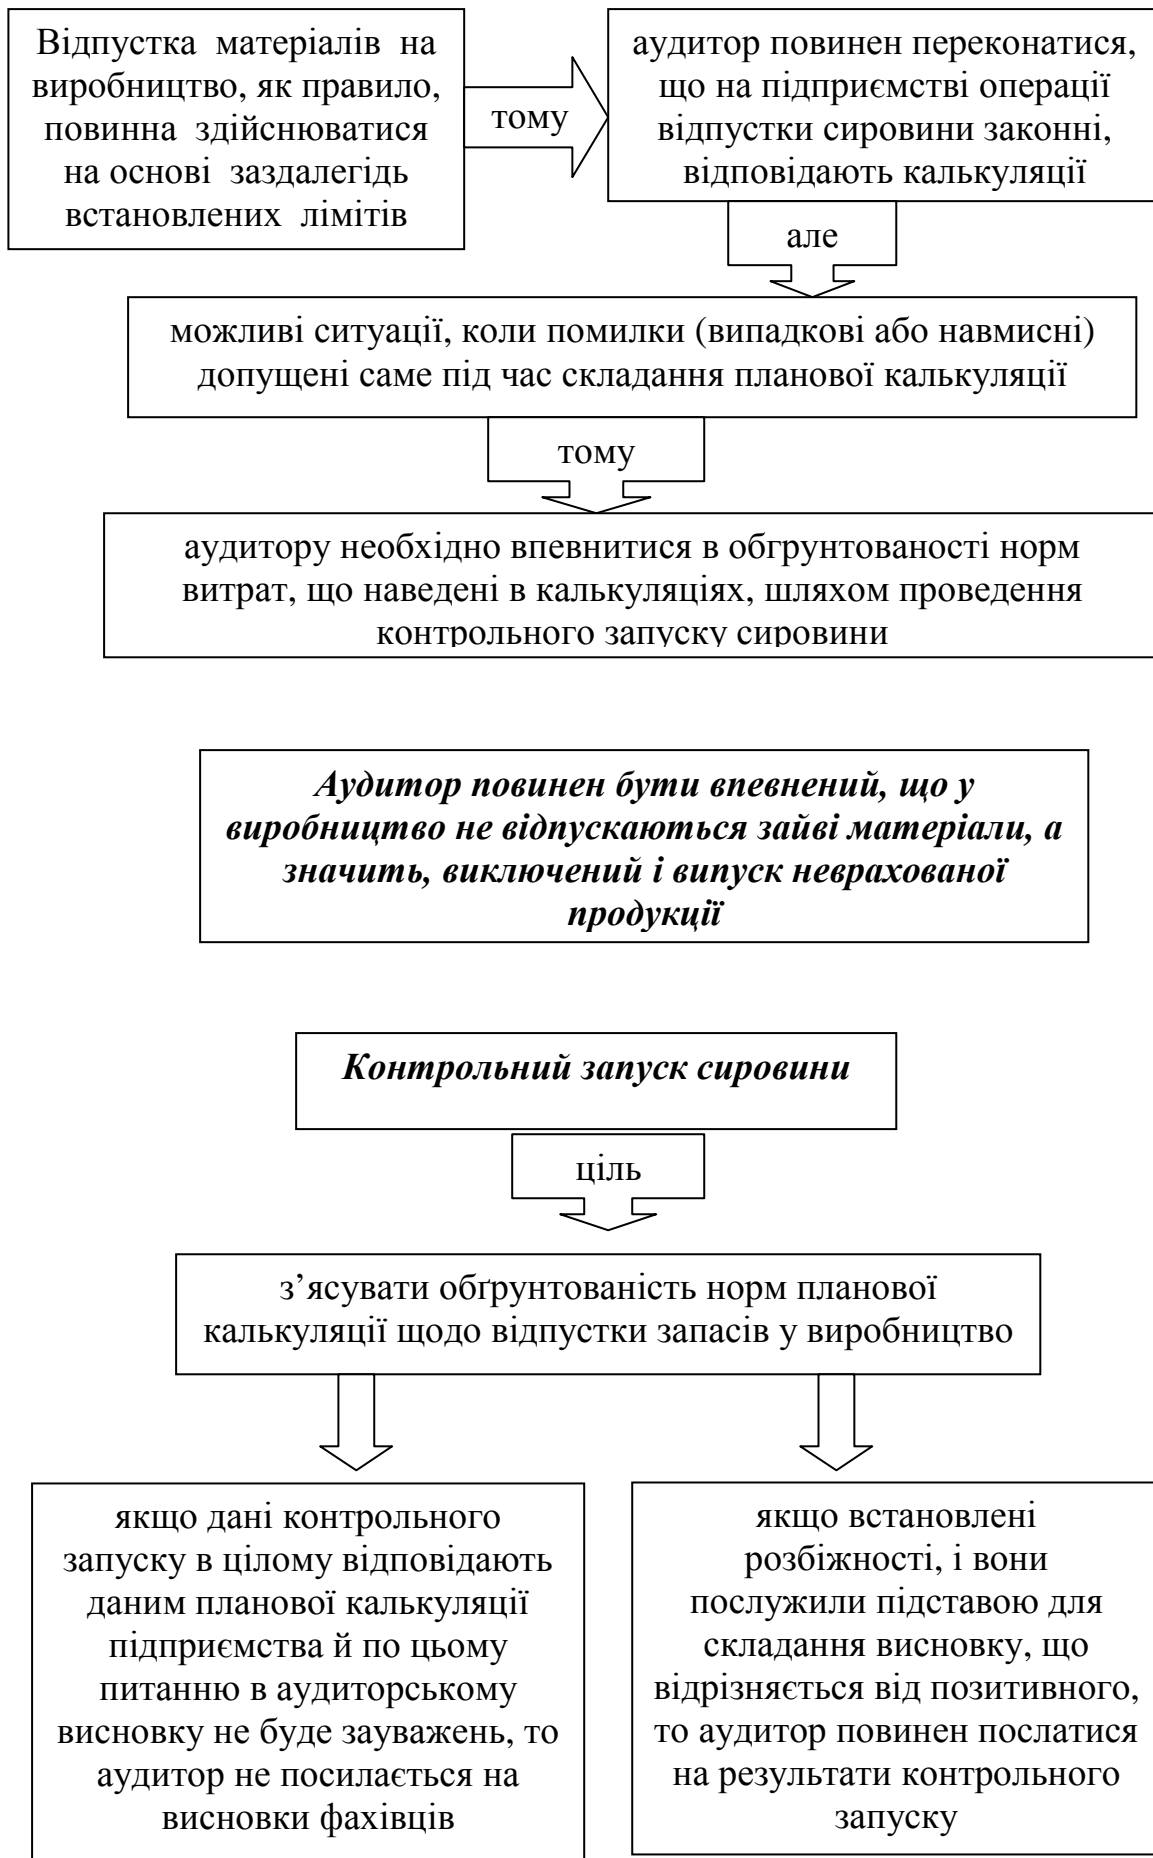 Відпустка матеріалів на
виробництво, як правило,
повинна здійснюватися
на основі заздалегідь
встановлених лімітів
тому
аудитор повинен переконатися,
що на підприємстві операції
відпустки сировини законні,
відповідають калькуляції
але
можливі ситуації, коли помилки (випадкові або навмисні)
допущені саме під час складання планової калькуляції
тому
аудитору необхідно впевнитися в обгрунтованості норм
витрат, що наведені в калькуляціях, шляхом проведення
контрольного запуску сировини
Аудитор повинен бути впевнений, що у
виробництво не відпускаються зайві матеріали, а
значить, виключений і випуск неврахованої
продукції
Контрольний запуск сировини
ціль
з’ясувати обґрунтованість норм планової
калькуляції щодо відпустки запасів у виробництво
якщо дані контрольного
запуску в цілому відповідають
даним планової калькуляції
підприємства й по цьому
питанню в аудиторському
висновку не буде зауважень, то
аудитор не посилається на
висновки фахівців
якщо встановлені
розбіжності, і вони
послужили підставою для
складання висновку, що
відрізняється від позитивного,
то аудитор повинен послатися
на результати контрольного
запуску